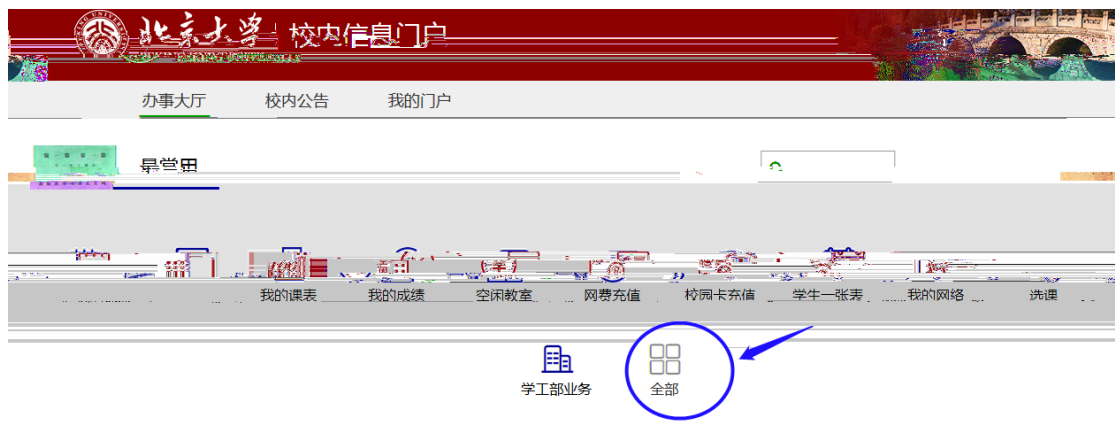 北京大学 校内信息门户
办事大厅 校内公告 我的门户
最常用
我的课表 我的成绩 空闲教室 网费充值 校园卡充值 学生一张表 我的网络 选课
学工部业务 全部